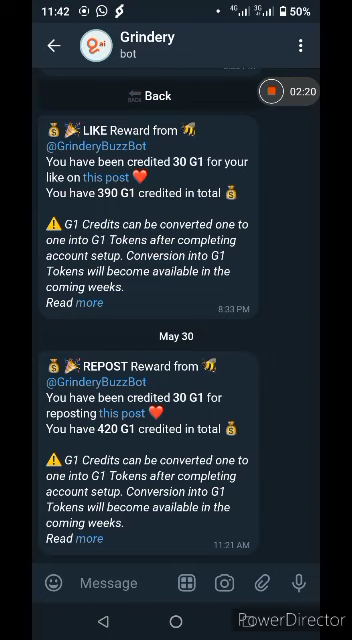 11:42
4G
3G
50%
Grindery
bot
02:20
BACK Back
LIKE Reward from
@GrinderyBuzzBot
You have been credited 30 G1 for your
like on this post
You have 390 G1 credited in total
G1 Credits can be converted one to
one into G1 Tokens after completing
account setup. Conversion into G1
Tokens will become available in the
coming weeks.
Read more
8:33 PM
May 30
REPOST Reward from
@GrinderyBuzzBot
You have been credited 30 G1 for
reposting this post
You have 420 G1 credited in total
G1 Credits can be converted one to
one into G1 Tokens after completing
account setup. Conversion into G1
Tokens will become available in the
coming weeks.
Read more
11:21 AM
Message
PowerDirector